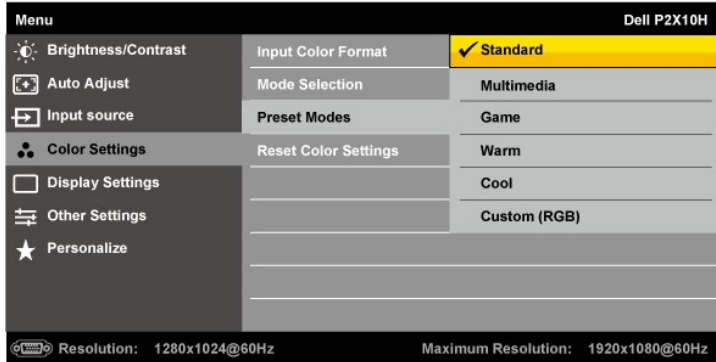 Menu Dell P2X10H
Brightness/Contrast Input Color Format Standard
Auto Adjust Mode Selection Multimedia
Input source Preset Modes Game
Color Settings Reset Color Settings Warm
Display Settings Cool
Other Settings Custom (RGB)
Personalize
Resolution: 1280x1024@60Hz Maximum Resolution: 1920x1080@60Hz